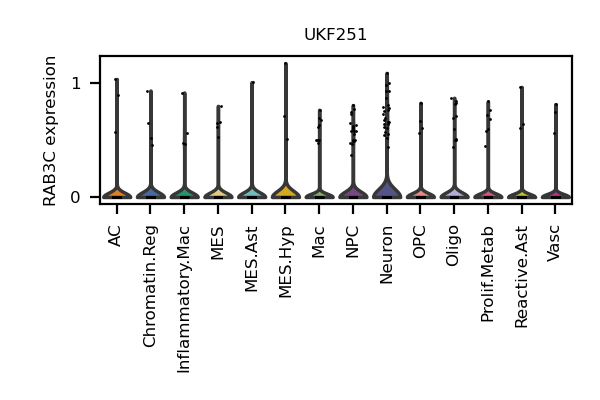 UKF251
RAB3C expression
1
0
AC
Chromatin.Reg
Inflammatory.Mac
MES
MES.Ast
MES.Hyp
Mac
NPC
Neuron
OPC
Oligo
Prolif.Metab
Reactive.Ast
Vasc